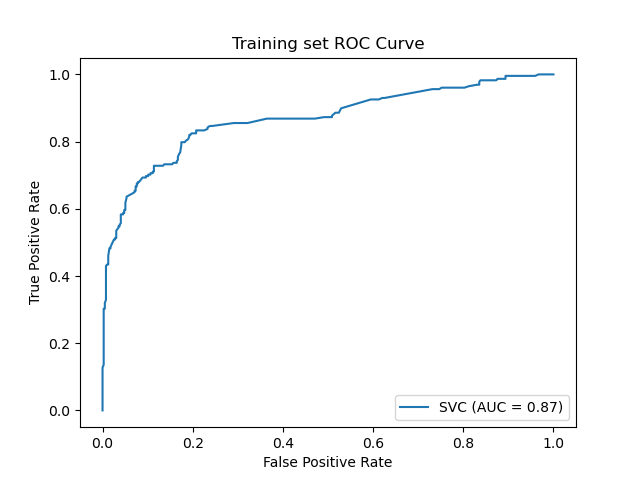 Training set ROC Curve
True Positive Rate
1.0
0.8
0.6
0.4
0.2
0.0
SVC (AUC = 0.87)
0.0 0.2 0.4 0.6 0.8 1.0
False Positive Rate